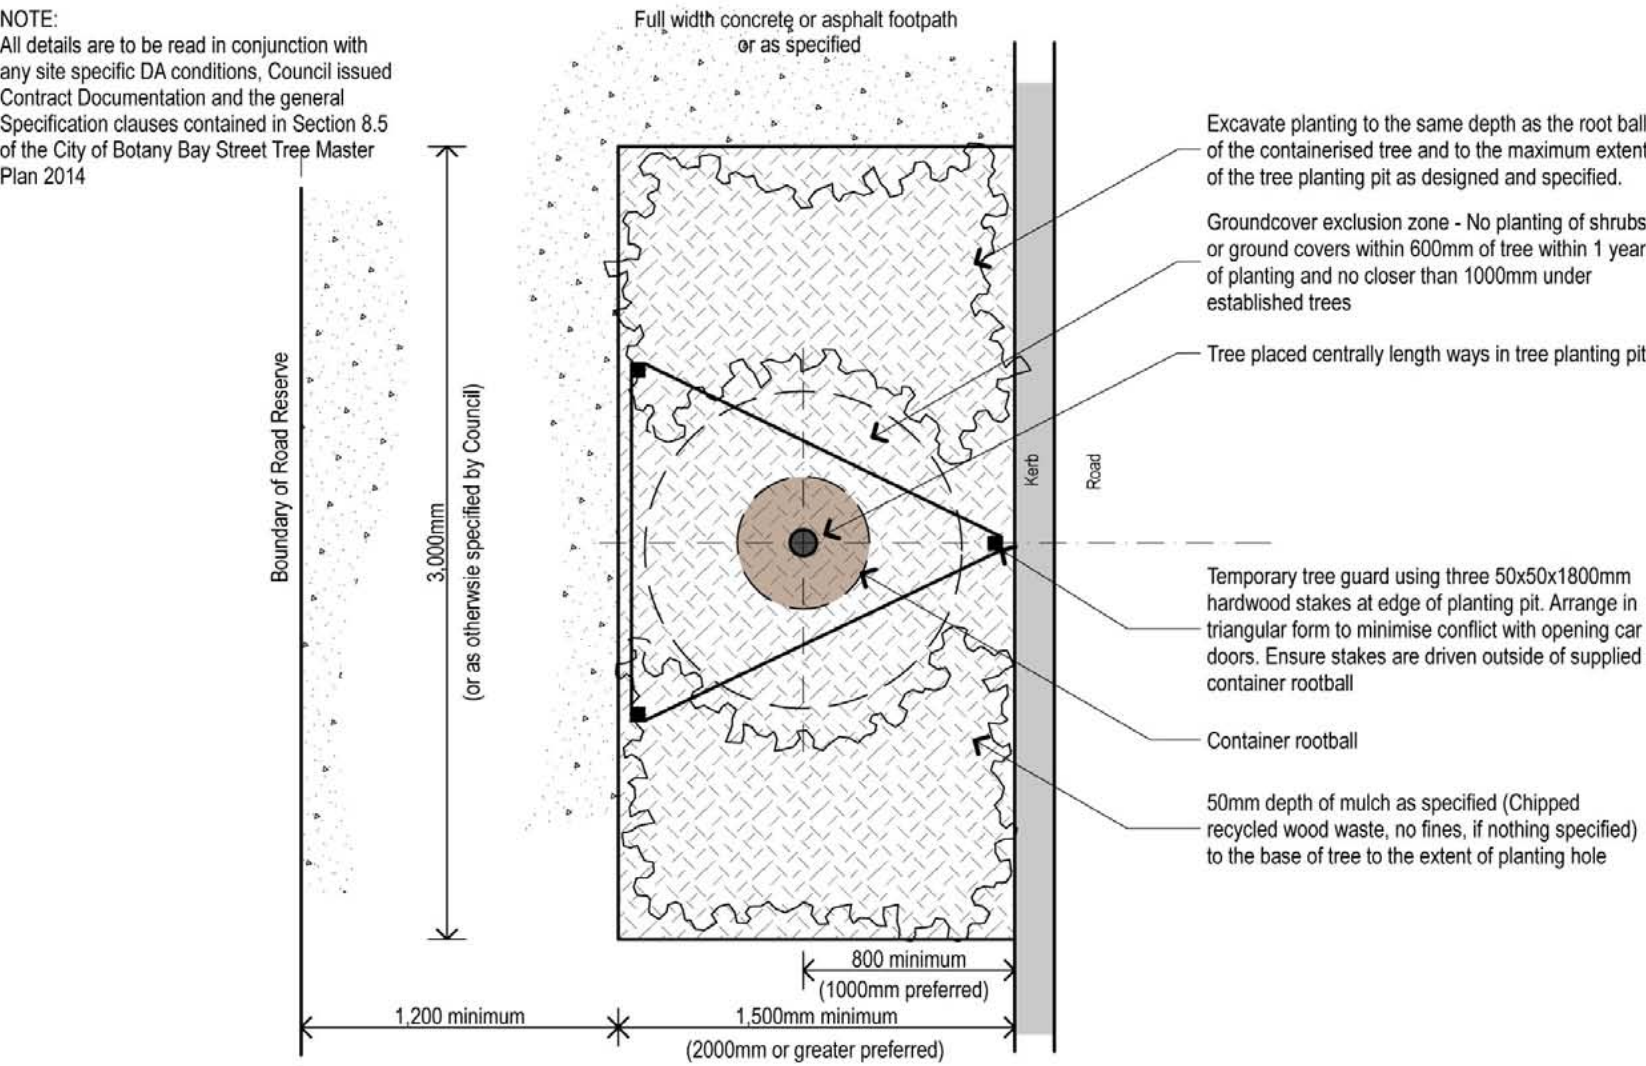 NOTE:
All details are to be read in conjunction with
any site specific DA conditions, Council issued
Contract Documentation and the general
Specification clauses contained in Section 8.5
of the City of Botany Bay Street Tree Master
Plan 2014
Full width concrete or asphalt footpath
or as specified
Excavate planting to the same depth as the root ball
of the containerised tree and to the maximum extent
of the tree planting pit as designed and specified.
Groundcover exclusion zone - No planting of shrubs
or ground covers within 600mm of tree within 1 year
of planting and no closer than 1000mm under
established trees
Tree placed centrally length ways in tree planting pit
Boundary of Road Reserve
3,000mm
(or as otherwsie specified by Council)
Kerb
Road
Temporary tree guard using three 50x50x1800mm
hardwood stakes at edge of planting pit. Arrange in
triangular form to minimise conflict with opening car
doors. Ensure stakes are driven outside of supplied
container rootball
Container rootball
50mm depth of mulch as specified (Chipped
recycled wood waste, no fines, if nothing specified)
to the base of tree to the extent of planting hole
800 minimum
(1000mm preferred)
1,200 minimum
1,500mm minimum
(2000mm or greater preferred)